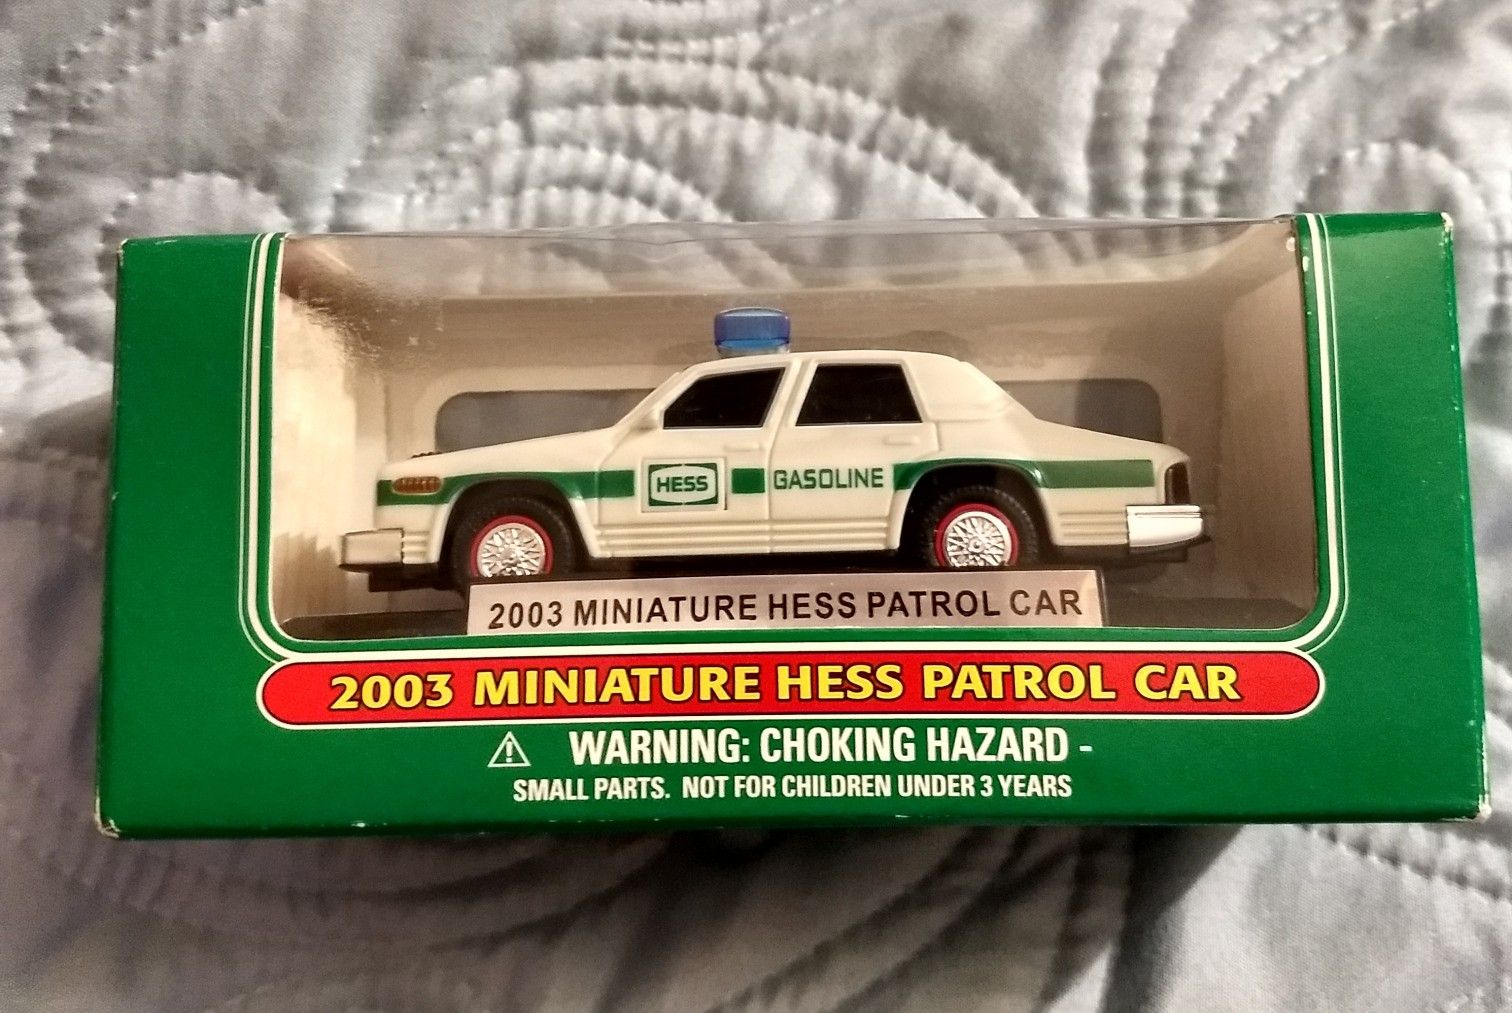 HESS
GASOLINE
2003 MINIATURE HESS PATROL CAR
2003 MINIATURE HESS PATROL CAR
WARNING: CHOKING HAZARD -
SMALL PARTS. NOT FOR CHILDREN UNDER 3 YEARS